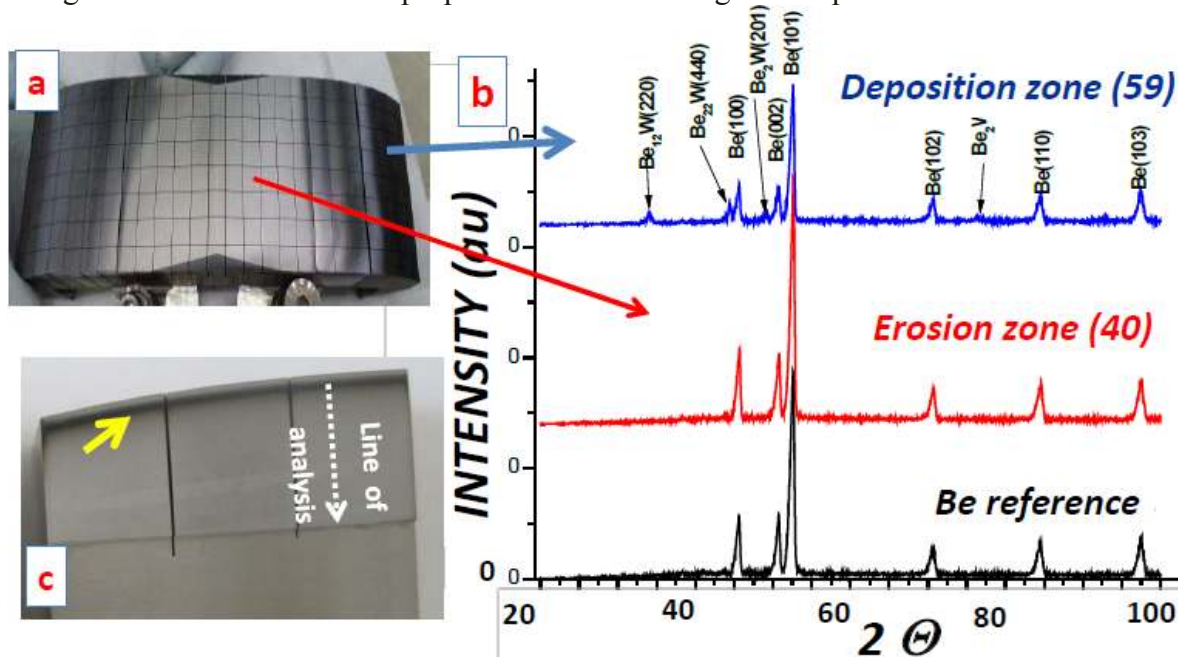 a
b
c
Line of
analysis
INTENSITY (au)
Deposition zone (59)
Be12W(220)
Be22W(440)
Be(100)
Be2W(201)
Be(002)
Be(101)
Be(102)
Be2V
Be(110)
Be(103)
Erosion zone (40)
Be reference
0
0
0
0
0
0
20
40
60
80
100
2 Θ